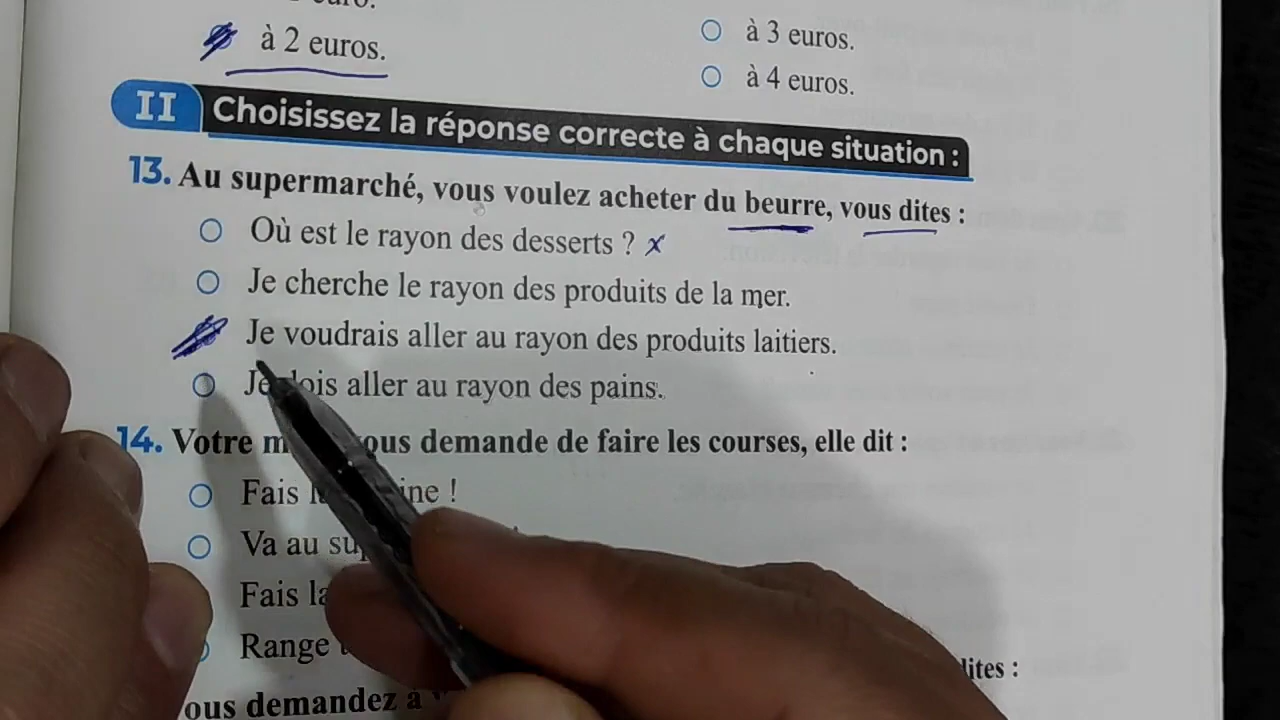 à 2 euros.
à 3 euros.
à 4 euros.
II Choisissez la réponse correcte à chaque situation :
13. Au supermarché, vous voulez acheter du beurre, vous dites :
Où est le rayon des desserts ? x
Je cherche le rayon des produits de la mer.
Je voudrais aller au rayon des produits laitiers.
Je dois aller au rayon des pains.
14. Votre vous demande de faire les courses, elle dit :
Fais !
Va au
Fais la
Range
demandez à